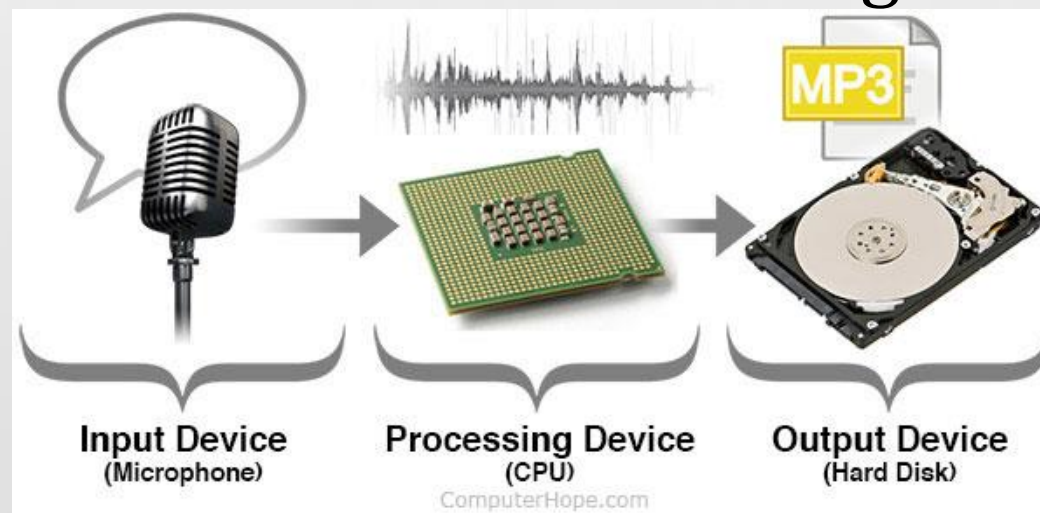 MP3
Input Device
(Microphone)
Processing Device
(CPU)
Output Device
(Hard Disk)
ComputerHope.com